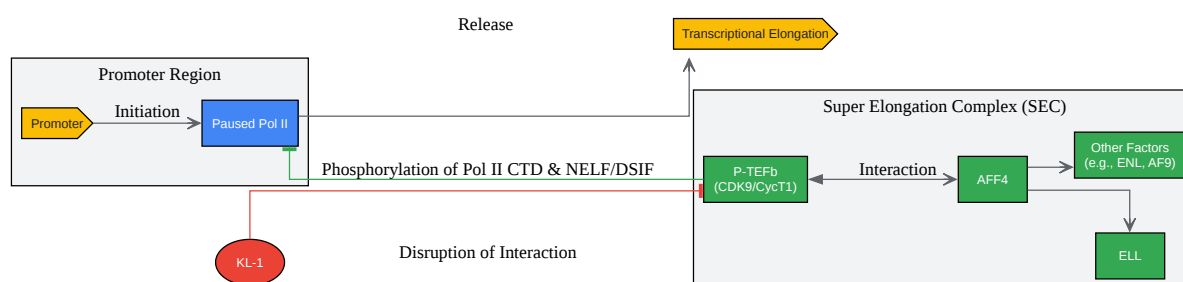 Release
Transcriptional Elongation
Promoter Region
Promoter
Initiation
Paused Pol II
Super Elongation Complex (SEC)
Phosphorylation of Pol II CTD & NELF/DSIF
P-TEFb
(CDK9/CycT1)
Interaction
AFF4
Other Factors
(e.g., ENL, AF9)
KL-1
Disruption of Interaction
ELL